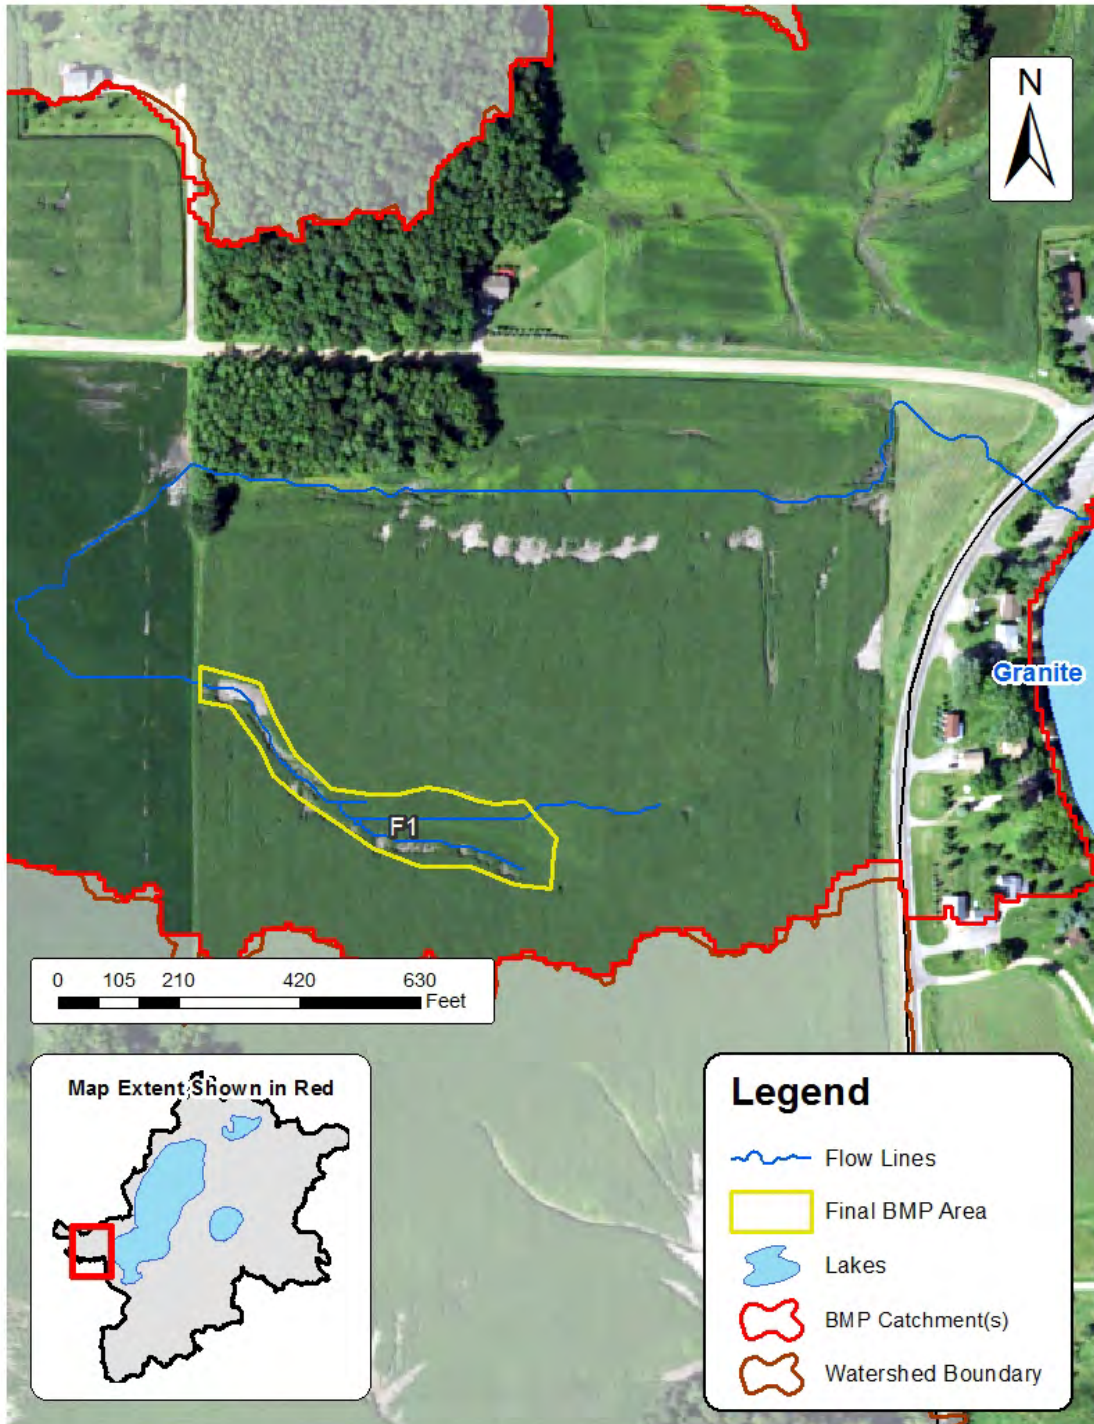 N
Granite
F1
0 105 210 420 630
Feet
Map Extent Shown in Red
Legend
Flow Lines
Final BMP Area
Lakes
BMP Catchment(s)
Watershed Boundary